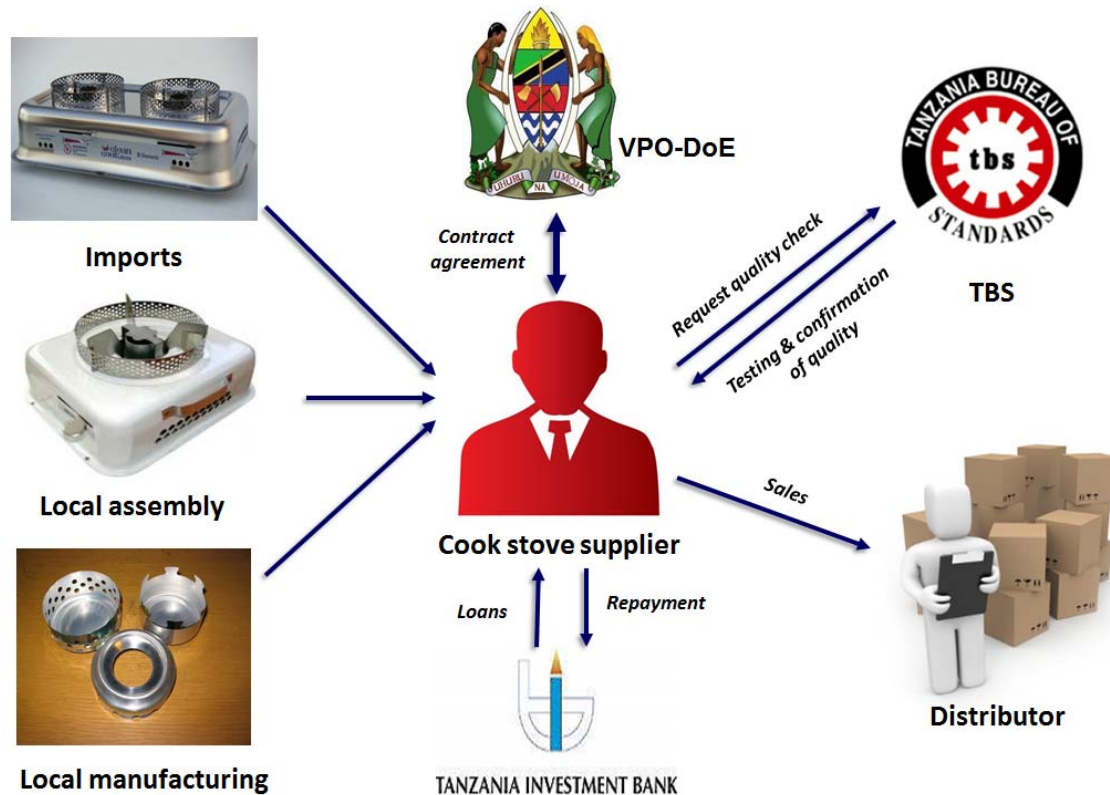 VPO-DoE
UHURU NA UMOJA
TANZANIA BUREAU OF
tbs
STANDARDS
TBS
Imports
Contract
agreement
Request quality check
Testing & confirmation
of quality
Local assembly
Cook stove supplier
Sales
Loans
Repayment
Distributor
Local manufacturing
TANZANIA INVESTMENT BANK